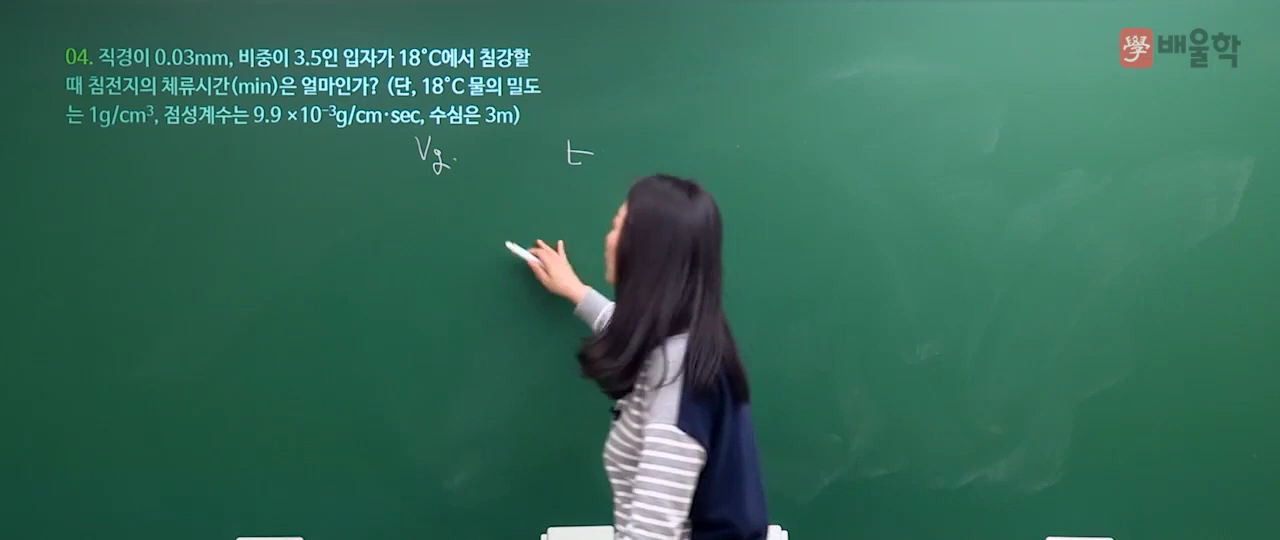 04. 직경이 0.03mm, 비중이 3.5인 입자가 18°C에서 침강할
때 침전지의 체류시간(min)은 얼마인가? (단, 18°C 물의 밀도
는 1g/cm³, 점성계수는 9.9 ×10⁻³g/cm·sec, 수심은 3m)
Vg. t
學 배울학